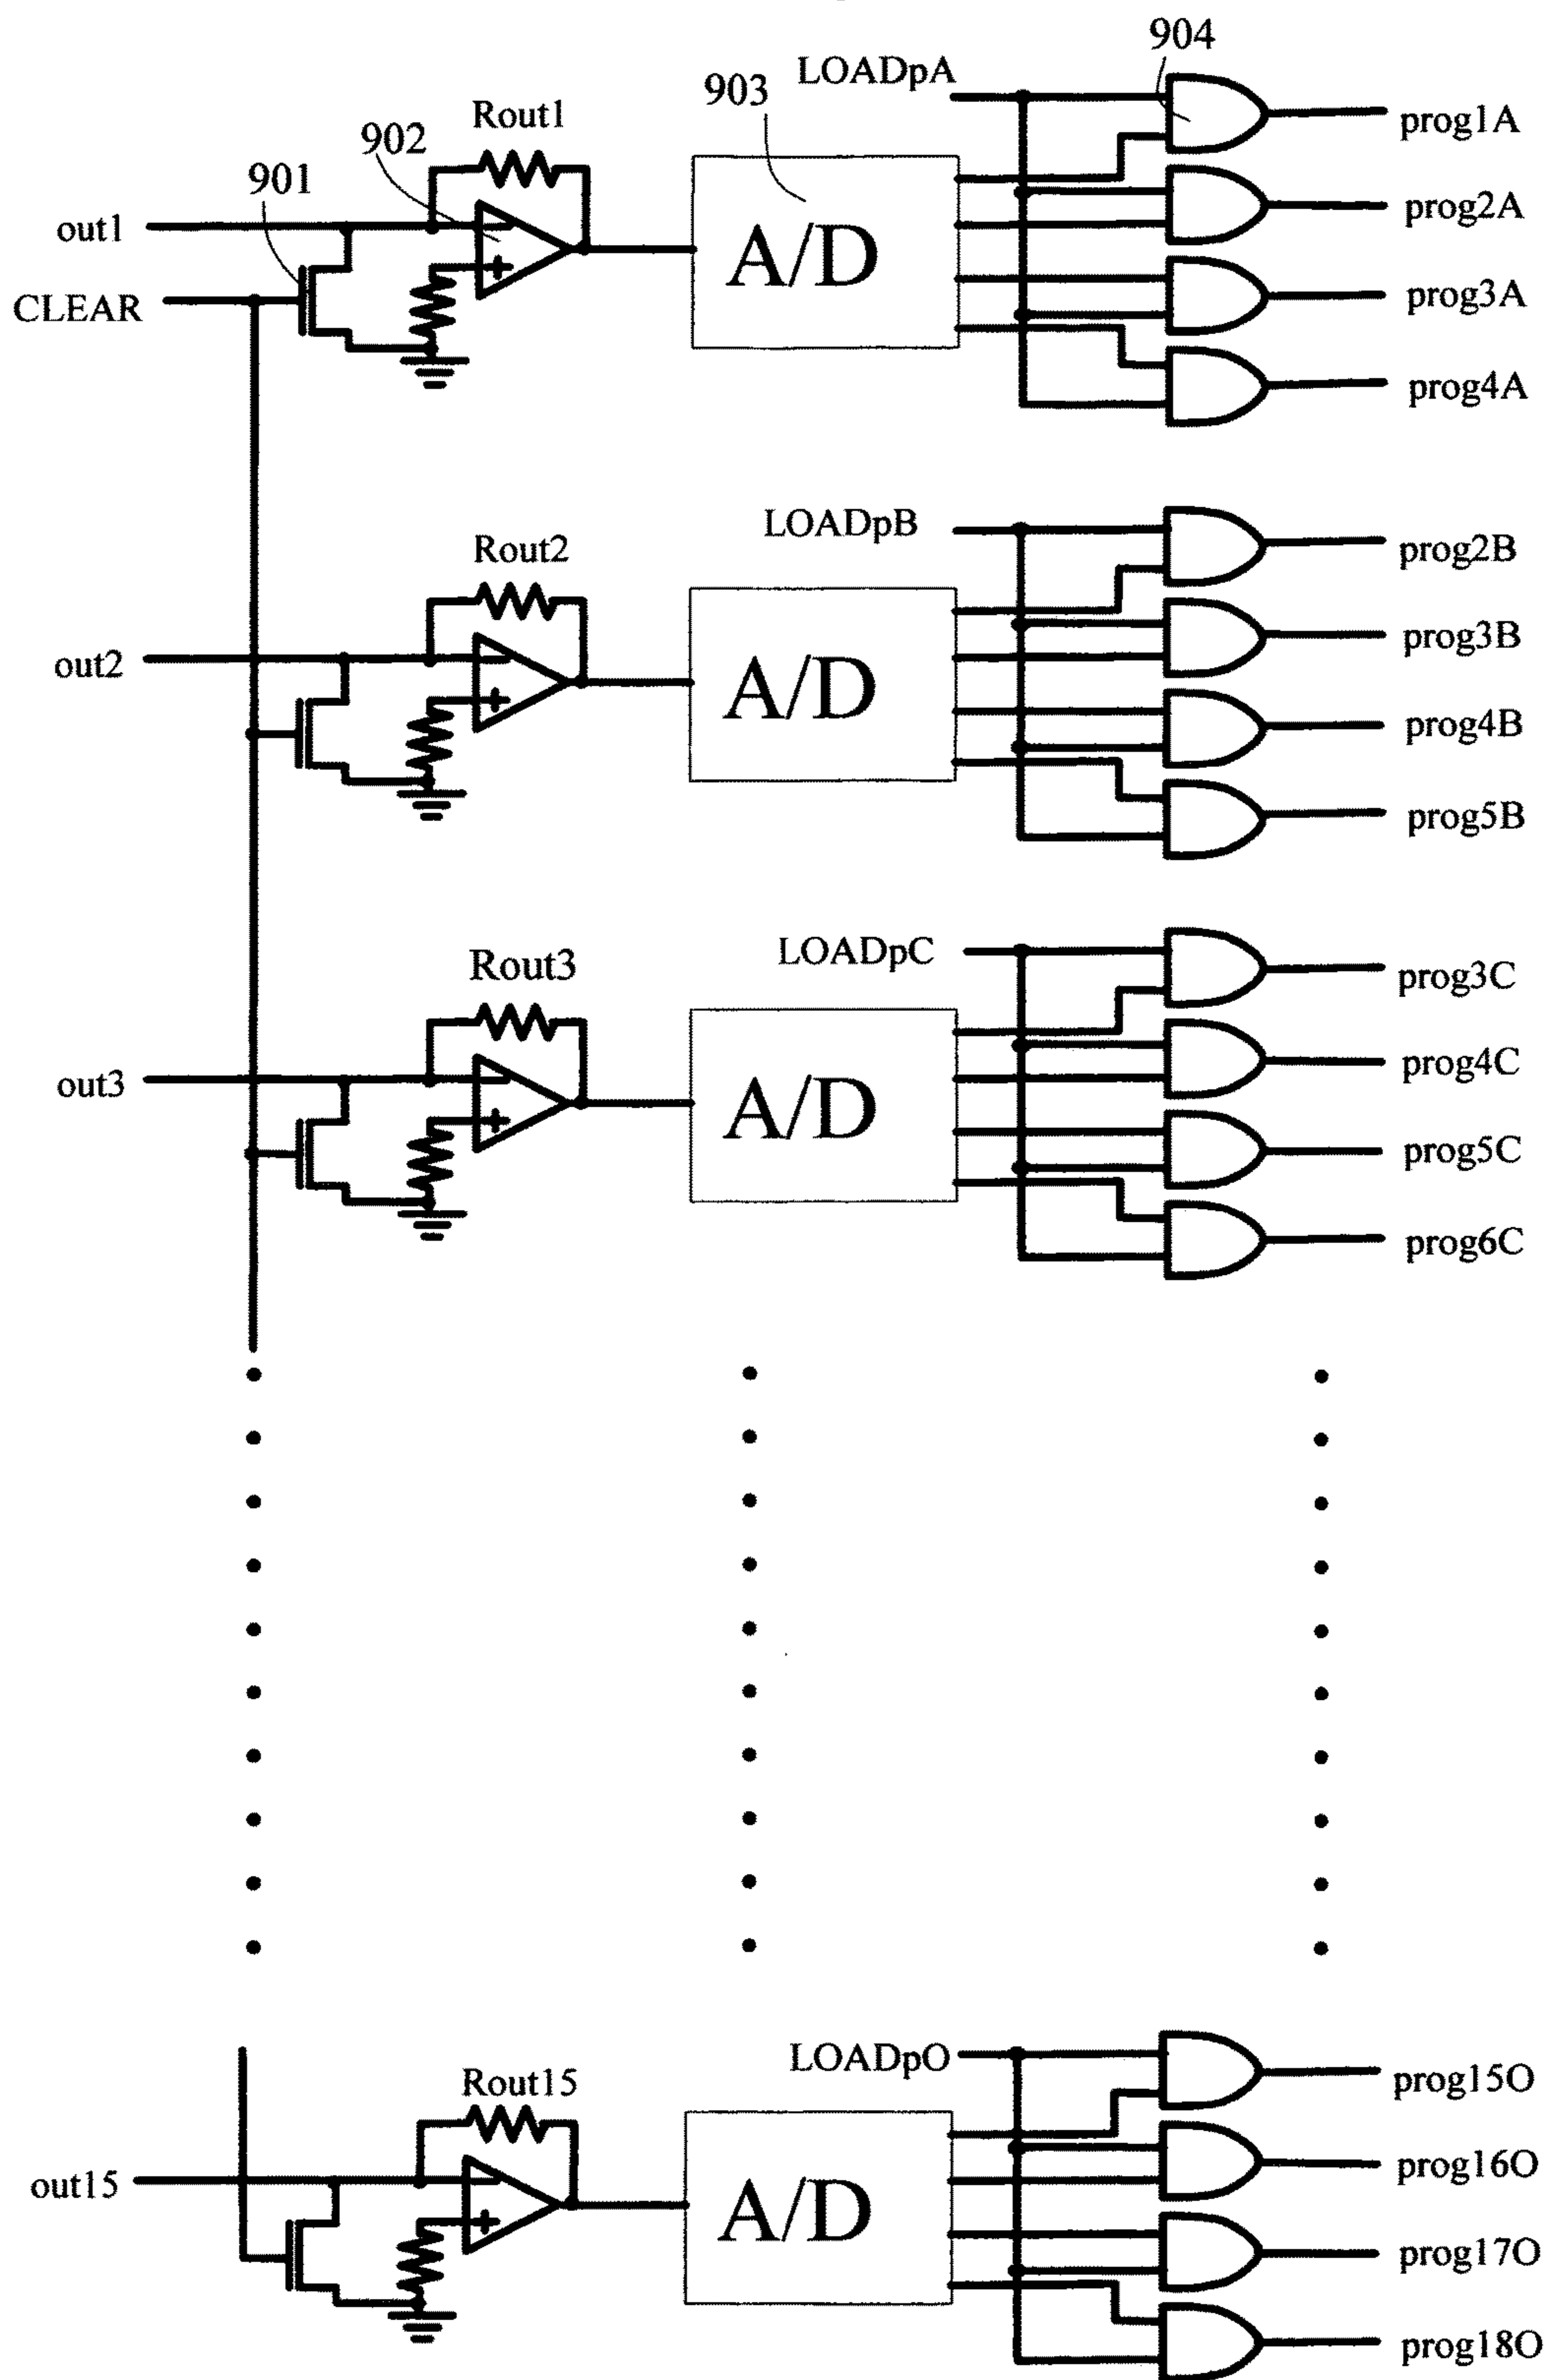 904
LOADpA
903
Rout1
902
901
prog1A
out1
A/D
prog2A
CLEAR
prog3A
prog4A
LOADpB
Rout2
prog2B
out2
A/D
prog3B
prog4B
prog5B
LOADpC
Rout3
prog3C
out3
A/D
prog4C
prog5C
prog6C
LOADpO
Rout15
prog15O
out15
A/D
prog16O
prog17O
prog18O